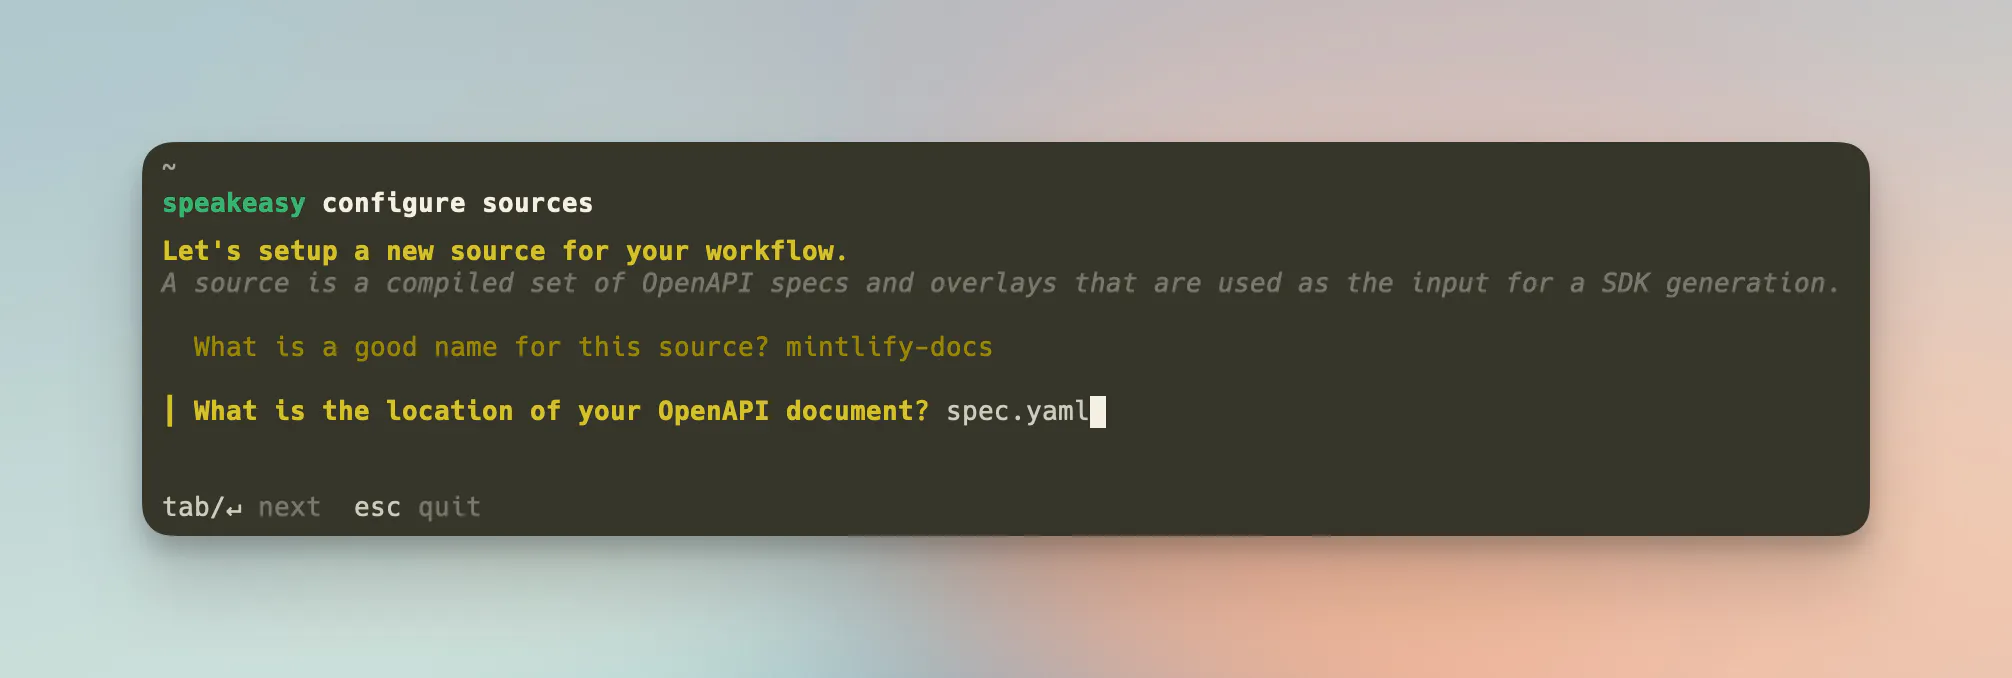 ~
speakeasy configure sources
Let's setup a new source for your workflow.
A source is a compiled set of OpenAPI specs and overlays that are used as the input for a SDK generation.
What is a good name for this source? mintlify-docs
What is the location of your OpenAPI document? spec.yaml
tab/↵ next esc quit